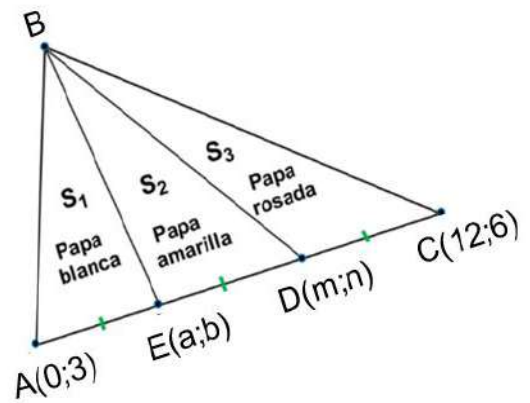 B
S₁
Papa
blanca
S₂
Papa
amarilla
S₃
Papa
rosada
A(0;3)
E(a;b)
D(m;n)
C(12;6)